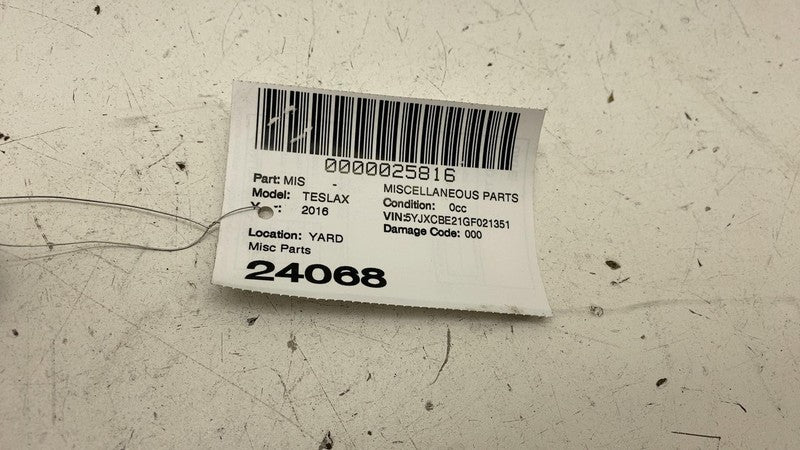 0000025816
Part: MIS - MISCELLANEOUS PARTS
Model: TESLAX Condition: 0cc
2016 VIN:5YJXCBE21GF021351
Damage Code: 000
Location: YARD
Misc Parts
24068